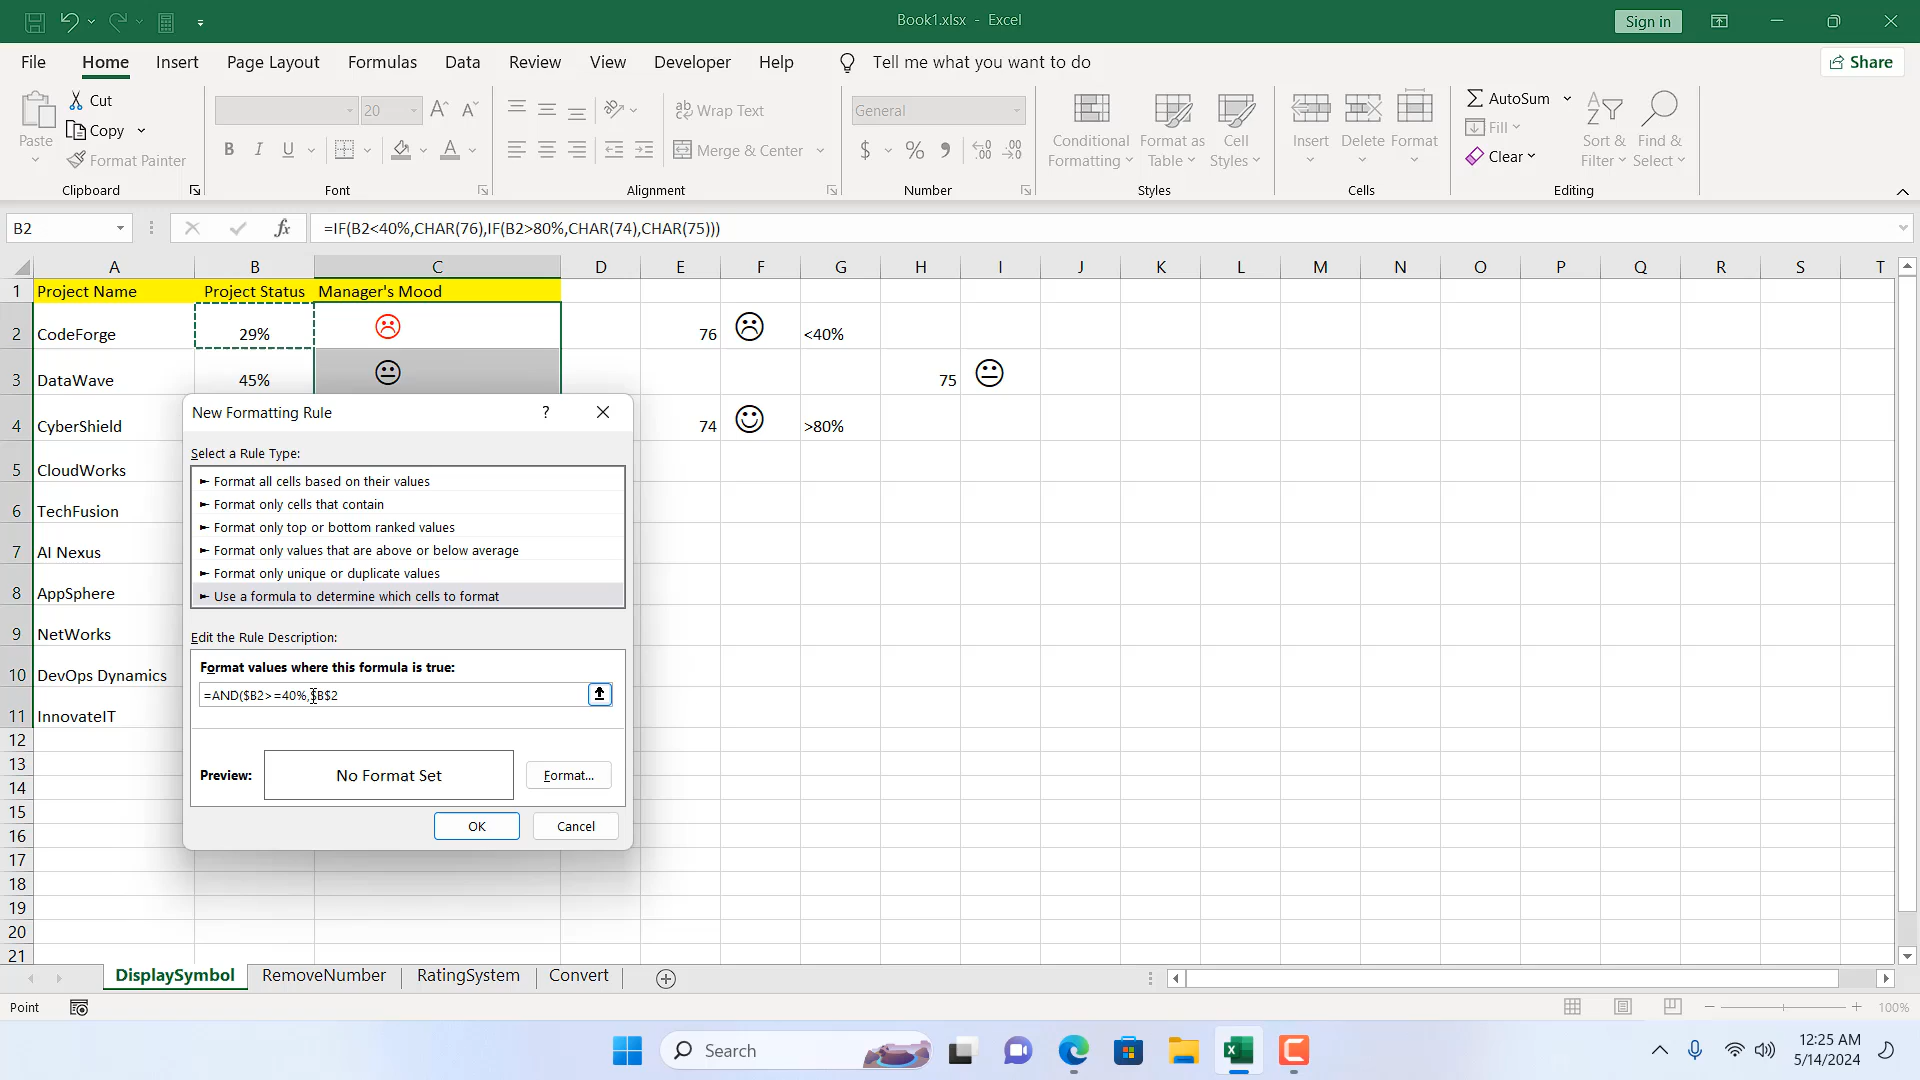 Book1.xlsx - Excel
Sign in
File Home Insert Page Layout Formulas Data Review View Developer Help Tell me what you want to do
Share
Paste
Cut
Copy
Format Painter
Clipboard
20
B I U
Font
Wrap Text
Merge & Center
Alignment
General
$ % 9
Number
Conditional Formatting
Format as Table
Cell Styles
Styles
Insert
Delete
Format
Cells
AutoSum
Fill
Clear
Sort & Filter
Find & Select
Editing
B2
fx
=IF(B2<40%,CHAR(76),IF(B2>80%,CHAR(74),CHAR(75)))
A B C D E F G H I J K L M N O P Q R S T
1 Project Name Project Status Manager's Mood
2 CodeForge 29% 76 <40%
3 DataWave 45% 75
4 CyberShield 74 >80%
5 CloudWorks
6 TechFusion
7 AI Nexus
8 AppSphere
9 NetWorks
10 DevOps Dynamics
11 InnovateIT
12
13
14
15
16
17
18
19
20
21
New Formatting Rule ?
Select a Rule Type:
► Format all cells based on their values
► Format only cells that contain
► Format only top or bottom ranked values
► Format only values that are above or below average
► Format only unique or duplicate values
► Use a formula to determine which cells to format
Edit the Rule Description:
Format values where this formula is true:
=AND($B2>=40%,$B$2
Preview:
No Format Set
Format...
OK
Cancel
DisplaySymbol RemoveNumber RatingSystem Convert
Point
100%
Search
12:25 AM
5/14/2024